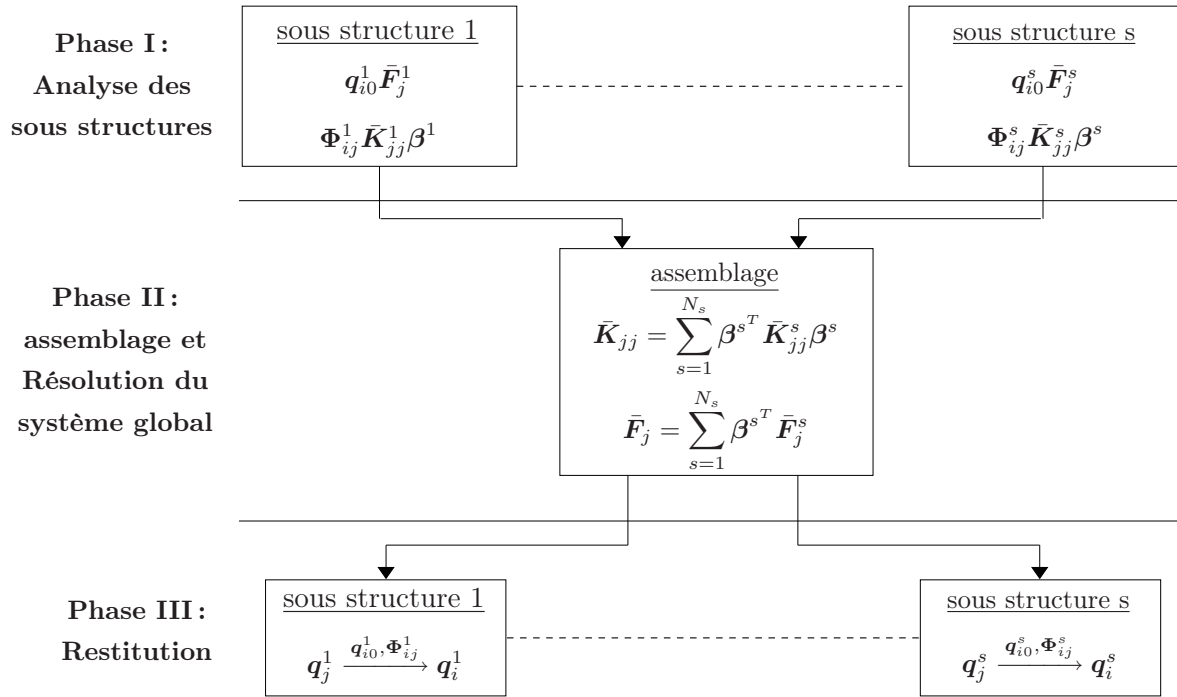 Phase I :
Analyse des
sous structures
sous structure 1
q_{i0}^1 F̄_j^1
Φ_{ij}^1 K̄_{jj}^1 β^1
sous structure s
q_{i0}^s F̄_j^s
Φ_{ij}^s K̄_{jj}^s β^s
Phase II :
assemblage et
Résolution du
système global
assemblage
K̄_{jj} = ∑_{s=1}^{N_s} β^{s^T} K̄_{jj}^s β^s
F̄_j = ∑_{s=1}^{N_s} β^{s^T} F̄_j^s
Phase III :
Restitution
sous structure 1
q_j^1 \xrightarrow{q_{i0}^1, Φ_{ij}^1} q_i^1
sous structure s
q_j^s \xrightarrow{q_{i0}^s, Φ_{ij}^s} q_i^s